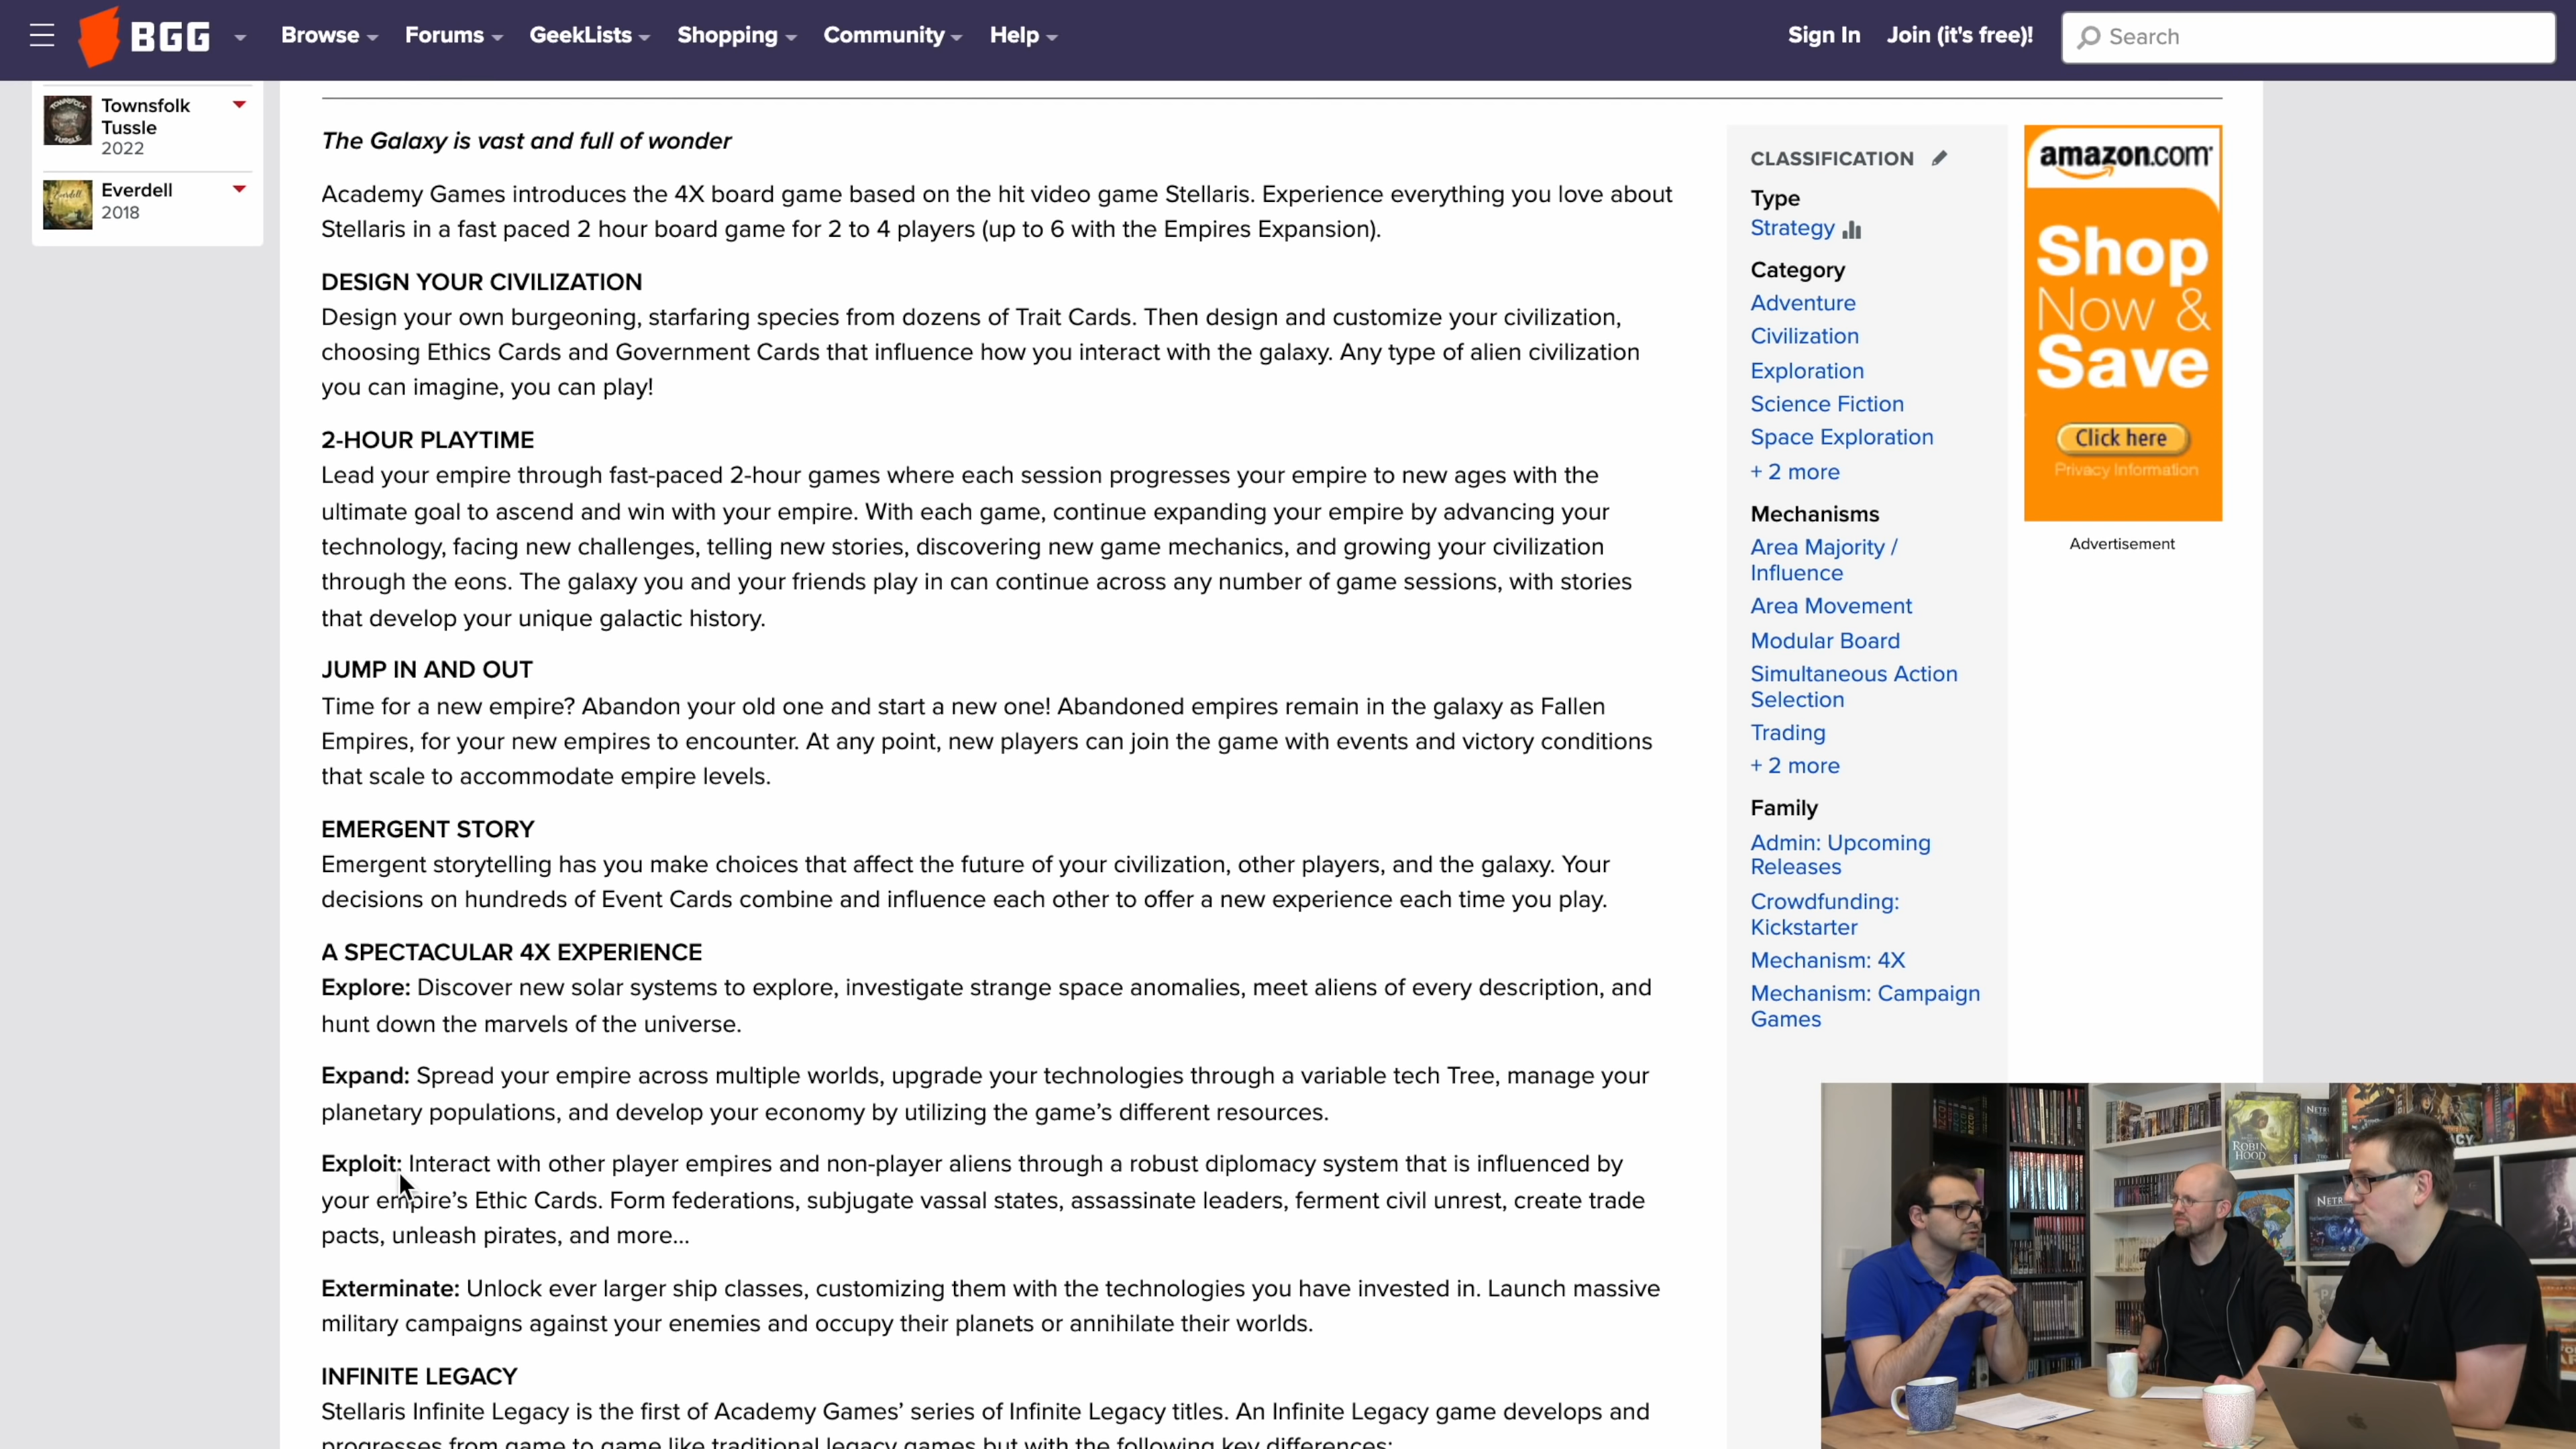 BGG
Browse
Forums
GeekLists
Shopping
Community
Help
Sign In
Join (it's free)!
Search
Townsfolk
Tussle
2022
Everdell
2018
The Galaxy is vast and full of wonder
Academy Games introduces the 4X board game based on the hit video game Stellaris. Experience everything you love about
Stellaris in a fast paced 2 hour board game for 2 to 4 players (up to 6 with the Empires Expansion).
DESIGN YOUR CIVILIZATION
Design your own burgeoning, starfaring species from dozens of Trait Cards. Then design and customize your civilization,
choosing Ethics Cards and Government Cards that influence how you interact with the galaxy. Any type of alien civilization
you can imagine, you can play!
2-HOUR PLAYTIME
Lead your empire through fast-paced 2-hour games where each session progresses your empire to new ages with the
ultimate goal to ascend and win with your empire. With each game, continue expanding your empire by advancing your
technology, facing new challenges, telling new stories, discovering new game mechanics, and growing your civilization
through the eons. The galaxy you and your friends play in can continue across any number of game sessions, with stories
that develop your unique galactic history.
JUMP IN AND OUT
Time for a new empire? Abandon your old one and start a new one! Abandoned empires remain in the galaxy as Fallen
Empires, for your new empires to encounter. At any point, new players can join the game with events and victory conditions
that scale to accommodate empire levels.
EMERGENT STORY
Emergent storytelling has you make choices that affect the future of your civilization, other players, and the galaxy. Your
decisions on hundreds of Event Cards combine and influence each other to offer a new experience each time you play.
A SPECTACULAR 4X EXPERIENCE
Explore: Discover new solar systems to explore, investigate strange space anomalies, meet aliens of every description, and
hunt down the marvels of the universe.
Expand: Spread your empire across multiple worlds, upgrade your technologies through a variable tech Tree, manage your
planetary populations, and develop your economy by utilizing the game's different resources.
Exploit: Interact with other player empires and non-player aliens through a robust diplomacy system that is influenced by
your empire's Ethic Cards. Form federations, subjugate vassal states, assassinate leaders, ferment civil unrest, create trade
pacts, unleash pirates, and more...
Exterminate: Unlock ever larger ship classes, customizing them with the technologies you have invested in. Launch massive
military campaigns against your enemies and occupy their planets or annihilate their worlds.
INFINITE LEGACY
Stellaris Infinite Legacy is the first of Academy Games' series of Infinite Legacy titles. An Infinite Legacy game develops and
progresses from game to game like traditional legacy games but with the following key differences:
CLASSIFICATION
Type
Strategy
Category
Adventure
Civilization
Exploration
Science Fiction
Space Exploration
+ 2 more
Mechanisms
Area Majority /
Influence
Area Movement
Modular Board
Simultaneous Action
Selection
Trading
+ 2 more
Family
Admin: Upcoming
Releases
Crowdfunding:
Kickstarter
Mechanism: 4X
Mechanism: Campaign
Games
amazon.com
Shop
Now &
Save
Click here
Privacy Information
Advertisement
ROBIN
HOOD